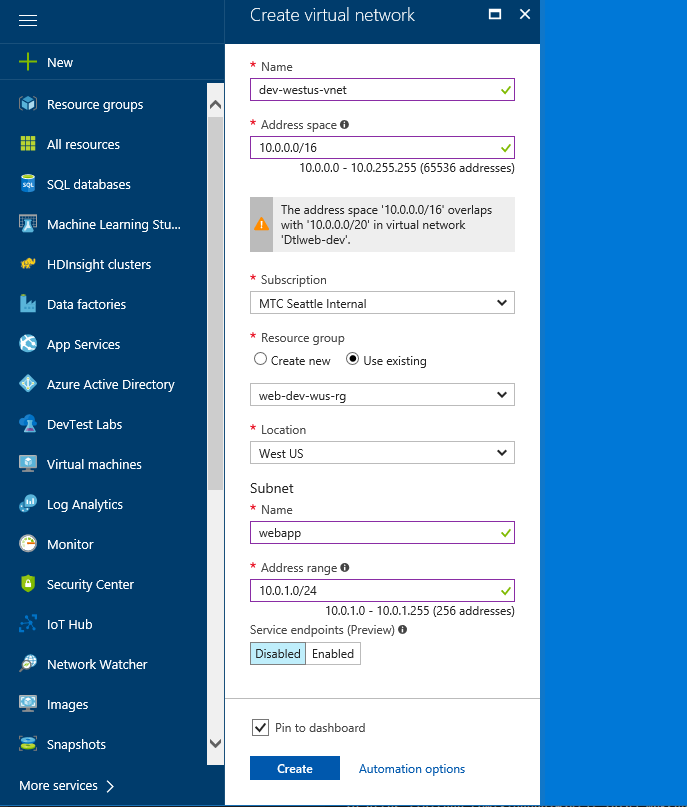 Create virtual network
New
Resource groups
All resources
SQL databases
Machine Learning Stu...
HDInsight clusters
Data factories
App Services
Azure Active Directory
DevTest Labs
Virtual machines
Log Analytics
Monitor
Security Center
IoT Hub
Network Watcher
Images
Snapshots
More services
* Name
dev-westus-vnet
* Address space
10.0.0.0/16
10.0.0.0 - 10.0.255.255 (65536 addresses)
The address space '10.0.0.0/16' overlaps
with '10.0.0.0/20' in virtual network
'Dtlweb-dev'.
* Subscription
MTC Seattle Internal
* Resource group
Create new Use existing
web-dev-wus-rg
* Location
West US
Subnet
* Name
webapp
* Address range
10.0.1.0/24
10.0.1.0 - 10.0.1.255 (256 addresses)
Service endpoints (Preview)
Disabled Enabled
Pin to dashboard
Create Automation options